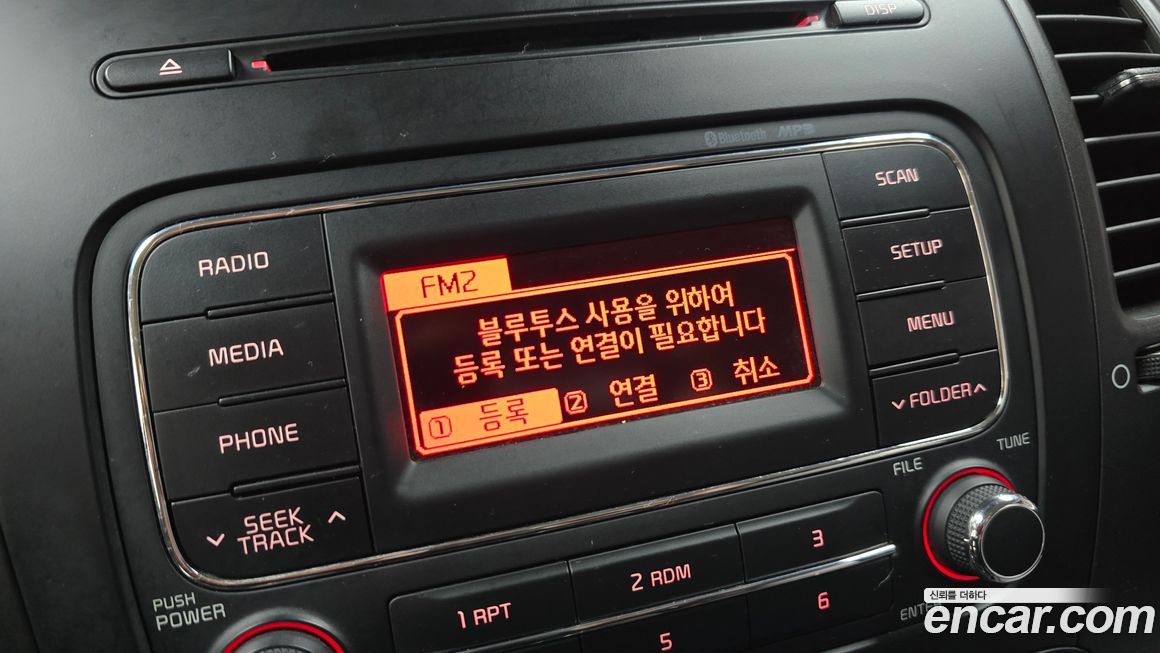 DISP
Bluetooth MP3
RADIO
MEDIA
PHONE
SEEK
TRACK
FM2
블루투스 사용을 위하여
등록 또는 연결이 필요합니다
1 등록 2 연결 3 취소
SCAN
SETUP
MENU
FOLDER
FILE
TUNE
PUSH
POWER
1 RPT
2 RDM
3
5
6
ENTER
신뢰를 더하다
encar.com